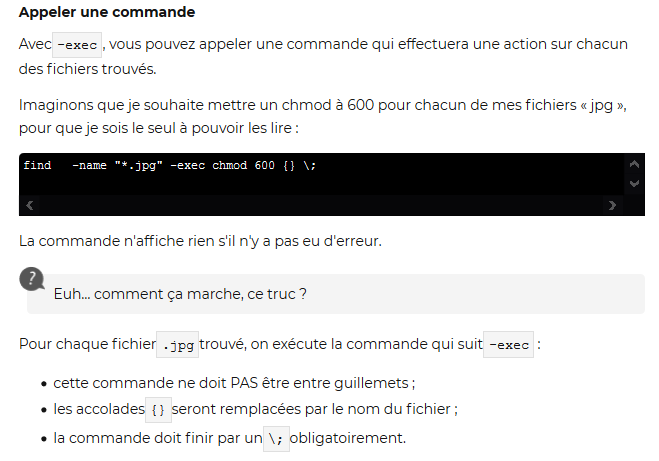 Appeler une commande
Avec -exec , vous pouvez appeler une commande qui effectuera une action sur chacun
des fichiers trouvés.
Imaginons que je souhaite mettre un chmod à 600 pour chacun de mes fichiers « jpg »,
pour que je sois le seul à pouvoir les lire :
find   -name "*.jpg" -exec chmod 600 {} \;
La commande n'affiche rien s'il n'y a pas eu d'erreur.
?
Euh... comment ça marche, ce truc ?
Pour chaque fichier .jpg trouvé, on exécute la commande qui suit -exec :
• cette commande ne doit PAS être entre guillemets ;
• les accolades {} seront remplacées par le nom du fichier ;
• la commande doit finir par un \; obligatoirement.